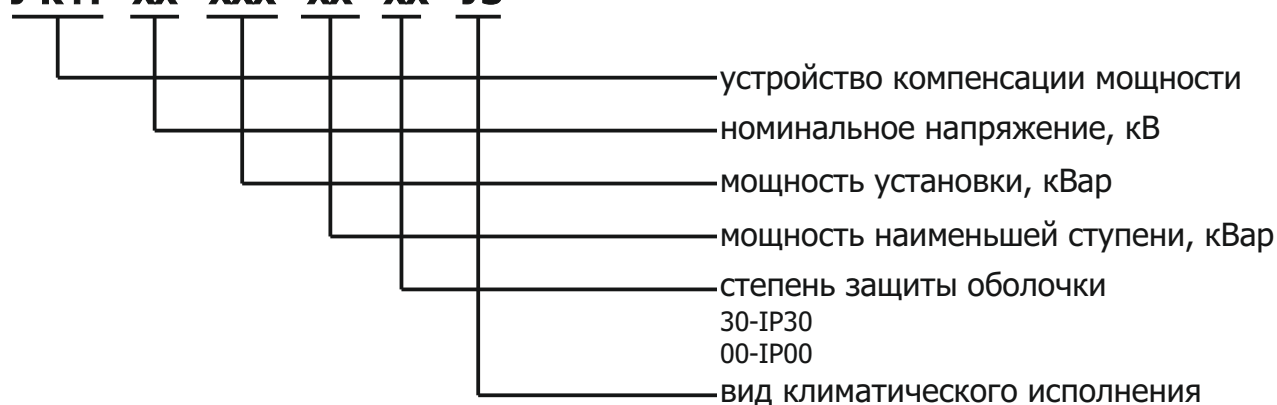 устройство компенсации мощности
номинальное напряжение, кВ
мощность установки, кВар
мощность наименьшей ступени, кВар
степень защиты оболочки
30-IP30
00-IP00
вид климатического исполнения